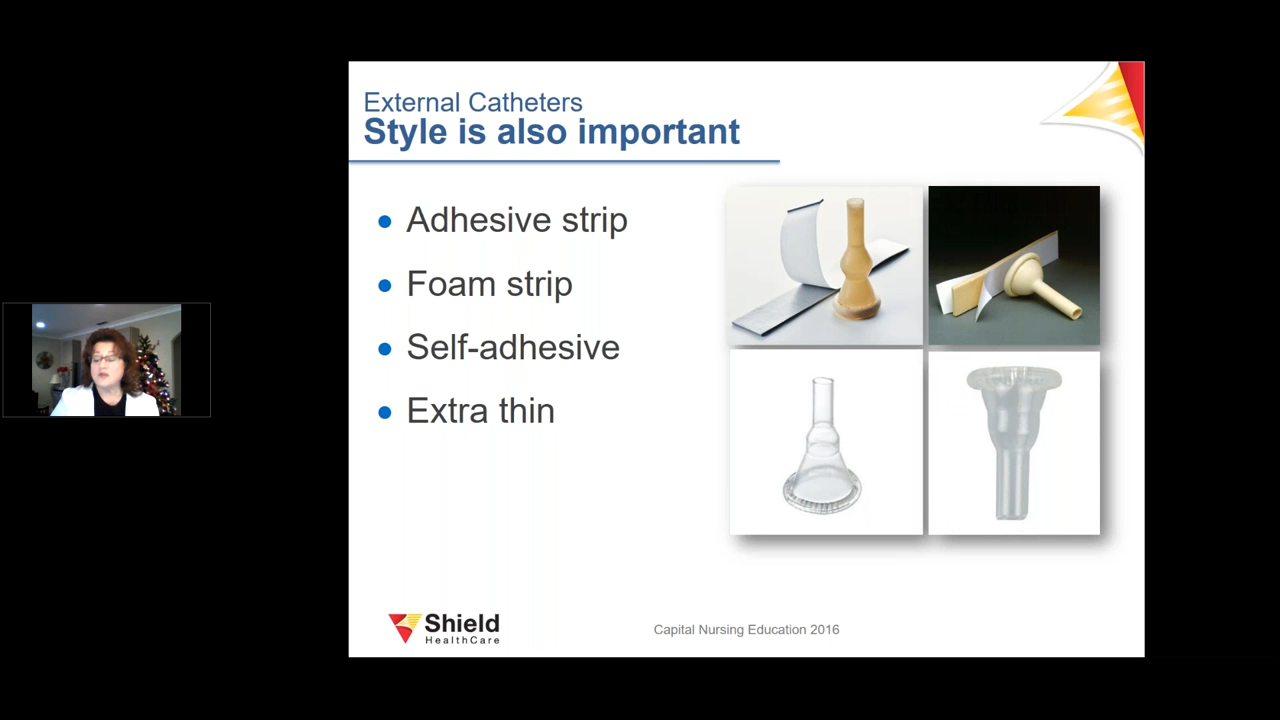 External Catheters
Style is also important
Adhesive strip
Foam strip
Self-adhesive
Extra thin
Shield
HealthCare
Capital Nursing Education 2016